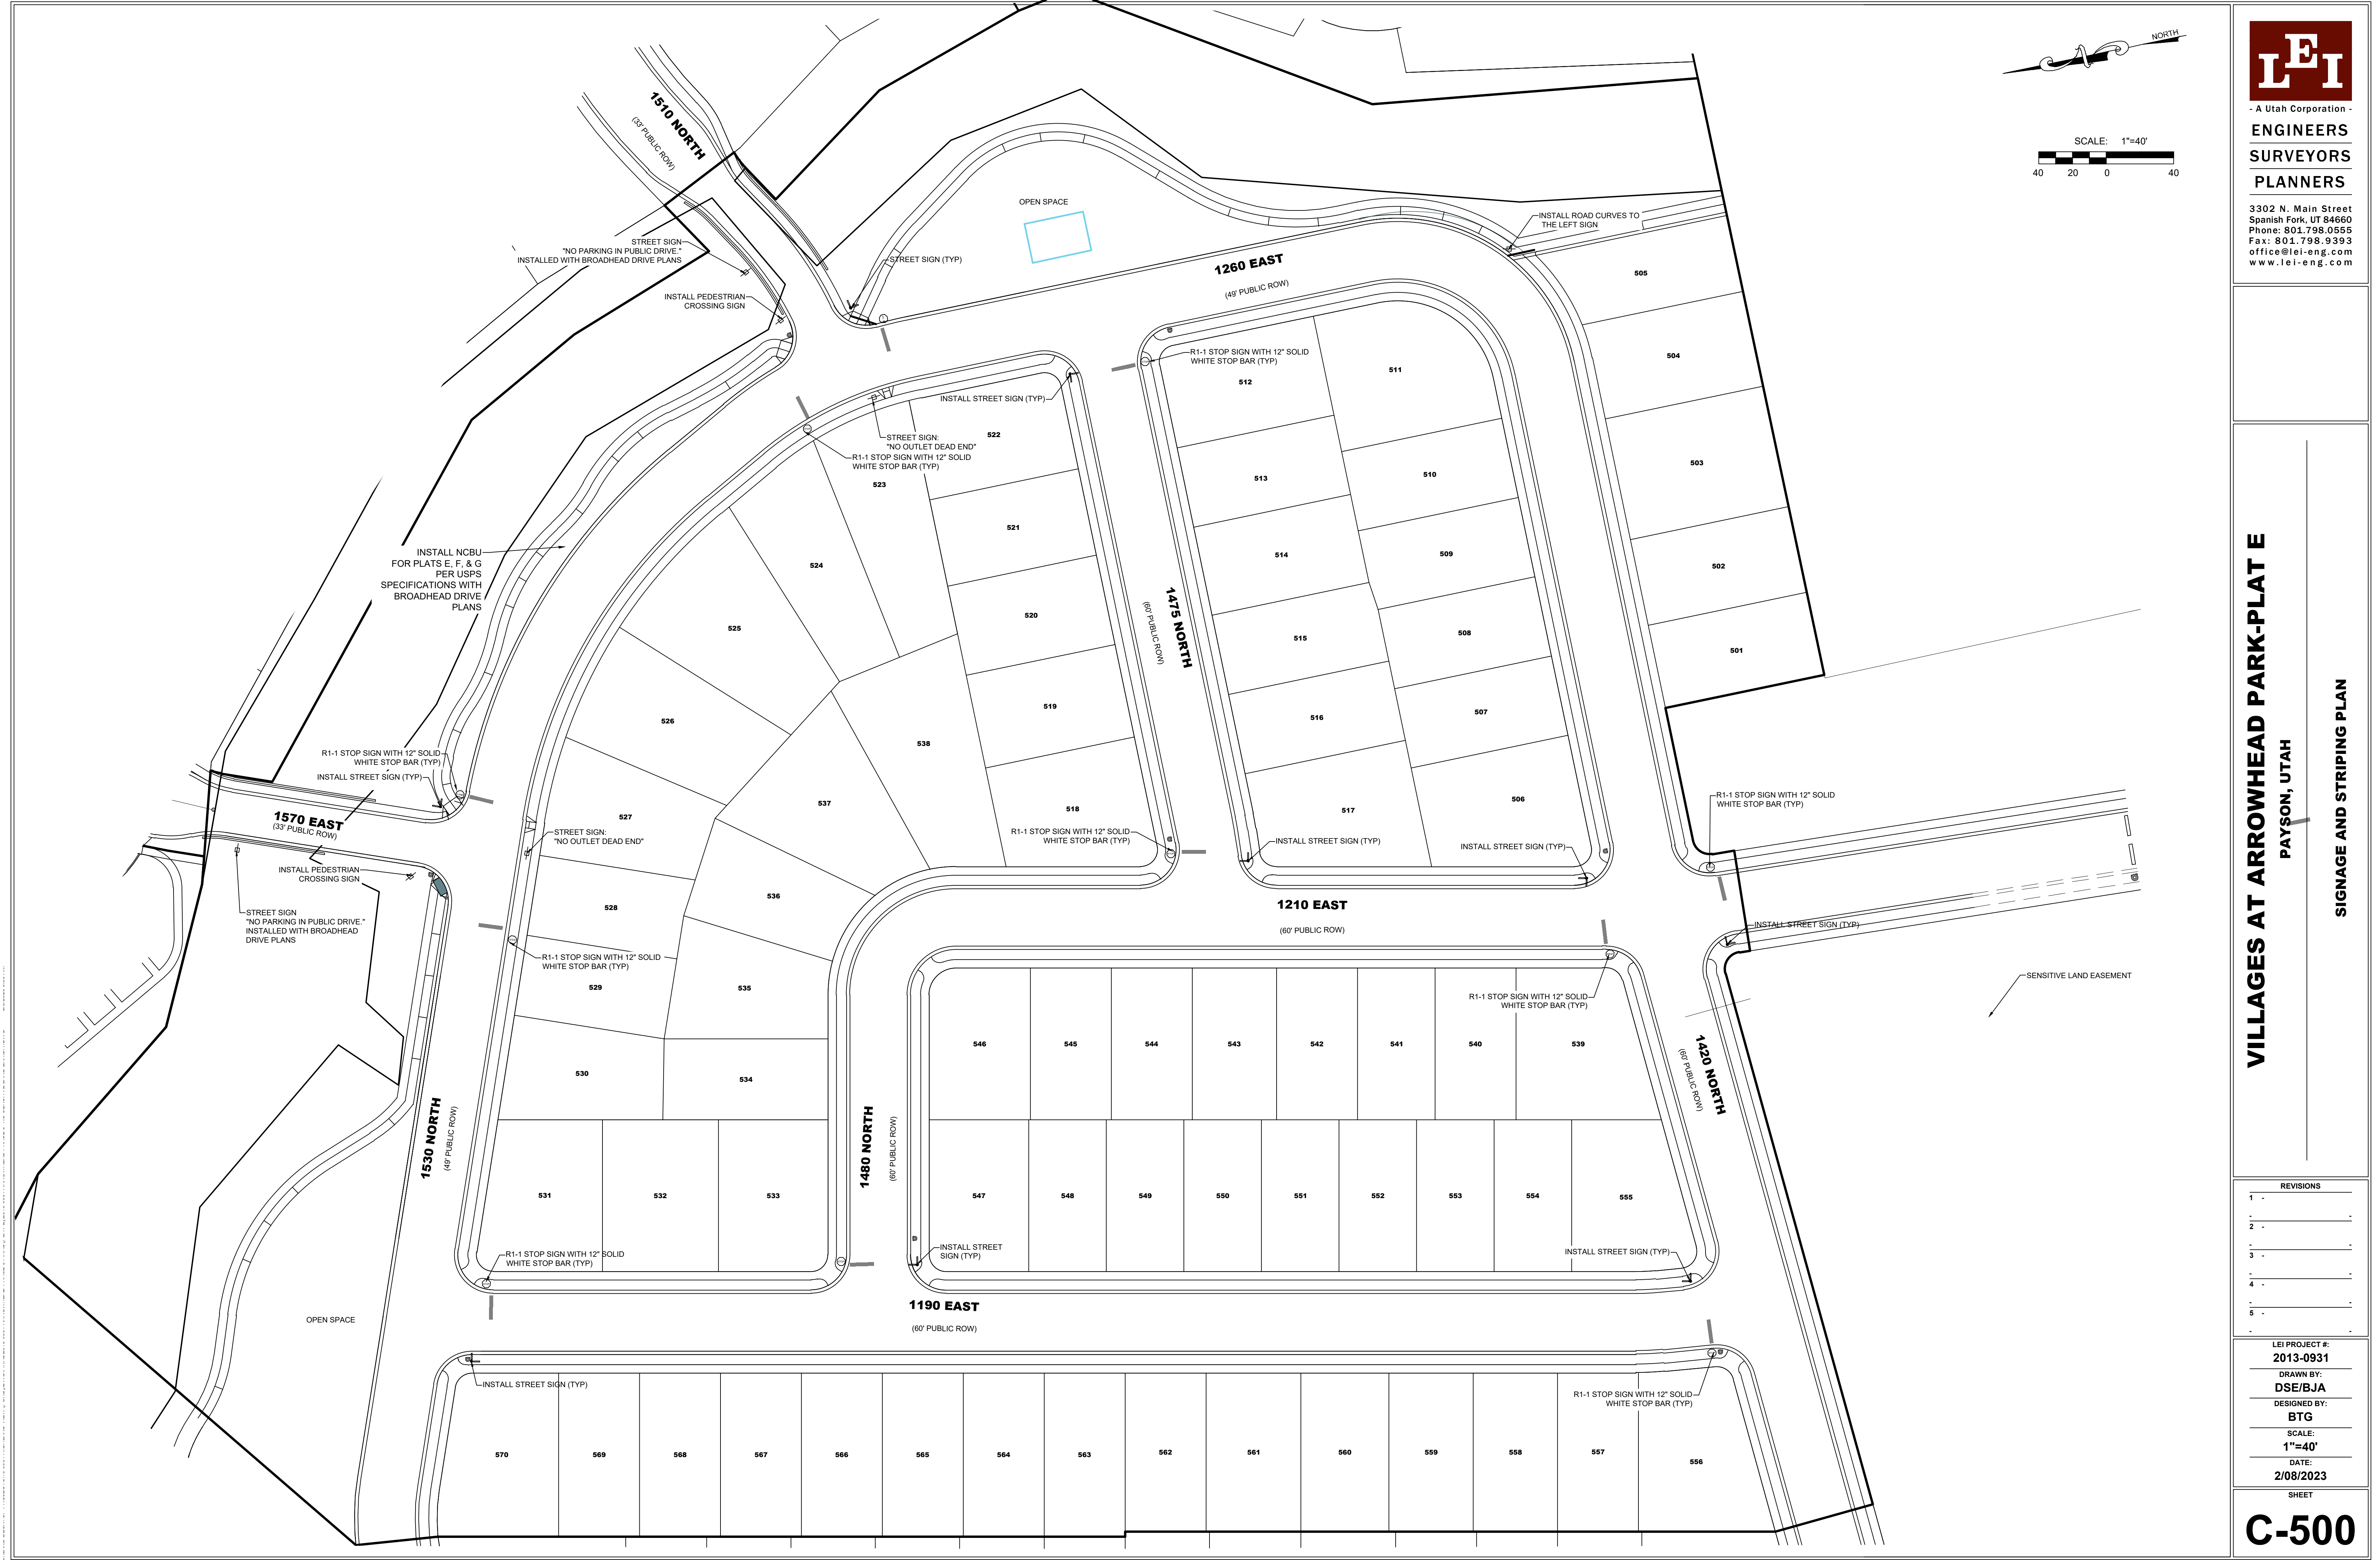 1510 NORTH
(33' PUBLIC ROW)
STREET SIGN
"NO PARKING IN PUBLIC DRIVE."
INSTALLED WITH BROADHEAD DRIVE PLANS
INSTALL PEDESTRIAN
CROSSING SIGN
STREET SIGN (TYP)
OPEN SPACE
1260 EAST
(49' PUBLIC ROW)
INSTALL ROAD CURVES TO
THE LEFT SIGN
NORTH
SCALE: 1"=40'
40 20 0 40
505
504
503
502
501
R1-1 STOP SIGN WITH 12" SOLID
WHITE STOP BAR (TYP)
512
511
513
510
514
509
515
508
516
507
517
506
INSTALL STREET SIGN (TYP)
STREET SIGN:
"NO OUTLET DEAD END"
R1-1 STOP SIGN WITH 12" SOLID
WHITE STOP BAR (TYP)
522
523
521
524
520
525
519
526
538
537
518
527
1475 NORTH
(60' PUBLIC ROW)
INSTALL NCBU
FOR PLATS E, F, & G
PER USPS
SPECIFICATIONS WITH
BROADHEAD DRIVE
PLANS
R1-1 STOP SIGN WITH 12" SOLID
WHITE STOP BAR (TYP)
INSTALL STREET SIGN (TYP)
1570 EAST
(33' PUBLIC ROW)
INSTALL PEDESTRIAN
CROSSING SIGN
STREET SIGN
"NO PARKING IN PUBLIC DRIVE."
INSTALLED WITH BROADHEAD
DRIVE PLANS
STREET SIGN:
"NO OUTLET DEAD END"
R1-1 STOP SIGN WITH 12" SOLID
WHITE STOP BAR (TYP)
INSTALL STREET SIGN (TYP)
INSTALL STREET SIGN (TYP)
R1-1 STOP SIGN WITH 12" SOLID
WHITE STOP BAR (TYP)
1210 EAST
(60' PUBLIC ROW)
INSTALL STREET SIGN (TYP)
SENSITIVE LAND EASEMENT
528
536
R1-1 STOP SIGN WITH 12" SOLID
WHITE STOP BAR (TYP)
529
535
530
534
531
532
533
R1-1 STOP SIGN WITH 12" SOLID
WHITE STOP BAR (TYP)
546
545
544
543
542
541
540
539
547
548
549
550
551
552
553
554
555
1420 NORTH
(60' PUBLIC ROW)
1530 NORTH
(49' PUBLIC ROW)
1480 NORTH
(60' PUBLIC ROW)
R1-1 STOP SIGN WITH 12" SOLID
WHITE STOP BAR (TYP)
INSTALL STREET
SIGN (TYP)
INSTALL STREET SIGN (TYP)
OPEN SPACE
1190 EAST
(60' PUBLIC ROW)
INSTALL STREET SIGN (TYP)
R1-1 STOP SIGN WITH 12" SOLID
WHITE STOP BAR (TYP)
570
569
568
567
566
565
564
563
562
561
560
559
558
557
556
LEI
- A Utah Corporation -
ENGINEERS
SURVEYORS
PLANNERS
3302 N. Main Street
Spanish Fork, UT 84660
Phone: 801.798.0555
Fax: 801.798.9393
office@lei-eng.com
www.lei-eng.com
VILLAGES AT ARROWHEAD PARK-PLAT E
PAYSON, UTAH
SIGNAGE AND STRIPING PLAN
REVISIONS
1 -
- -
2 -
- -
3 -
- -
4 -
- -
5 -
- -
LEI PROJECT #:
2013-0931
DRAWN BY:
DSE/BJA
DESIGNED BY:
BTG
SCALE:
1"=40'
DATE:
2/08/2023
SHEET
C-500